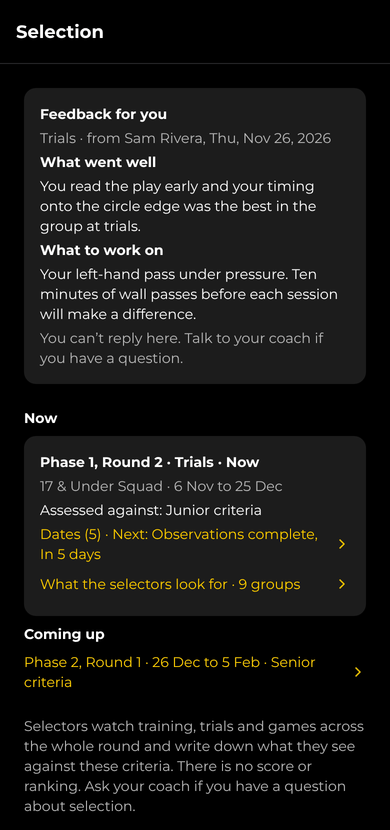 Selection
Feedback for you
Trials · from Sam Rivera, Thu, Nov 26, 2026
What went well
You read the play early and your timing
onto the circle edge was the best in the
group at trials.
What to work on
Your left-hand pass under pressure. Ten
minutes of wall passes before each session
will make a difference.
You can’t reply here. Talk to your coach if
you have a question.
Now
Phase 1, Round 2 · Trials · Now
17 & Under Squad · 6 Nov to 25 Dec
Assessed against: Junior criteria
Dates (5) · Next: Observations complete,
In 5 days
What the selectors look for · 9 groups
Coming up
Phase 2, Round 1 · 26 Dec to 5 Feb · Senior
criteria
Selectors watch training, trials and games across
the whole round and write down what they see
against these criteria. There is no score or
ranking. Ask your coach if you have a question
about selection.